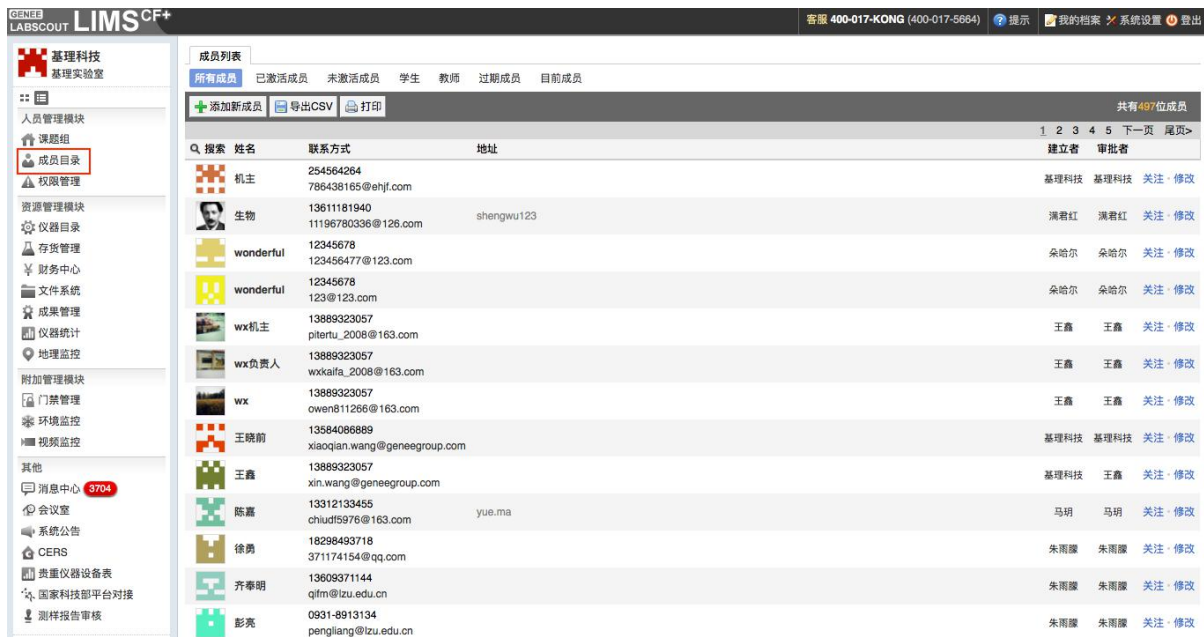 GENEE
LABSCOUT LIMS CF+
客服 400-017-KONG (400-017-5664) 提示 我的档案 系统设置 登出
基理科技
基理实验室
人员管理模块
课题组
成员目录
权限管理
资源管理模块
仪器目录
存货管理
财务中心
文件系统
成果管理
仪器统计
地理监控
附加管理模块
门禁管理
环境监控
视频监控
其他
消息中心 3704
会议室
系统公告
CERS
贵重仪器设备表
国家科技部平台对接
测样报告审核
成员列表
所有成员 已激活成员 未激活成员 学生 教师 过期成员 目前成员
添加新成员 导出CSV 打印 共有497位成员
1 2 3 4 5 下一页 尾页>
搜索 姓名 联系方式 地址 建立者 审批者
机主 254564264 基理科技 基理科技 关注 · 修改
786438165@ehjf.com
生物 13611181940 shengwu123 满君红 满君红 关注 · 修改
11196780336@126.com
wonderful 12345678 朵哈尔 朵哈尔 关注 · 修改
123456477@123.com
wonderful 12345678 朵哈尔 朵哈尔 关注 · 修改
123@123.com
wx机主 13889323057 王鑫 王鑫 关注 · 修改
pitertu_2008@163.com
wx负责人 13889323057 王鑫 王鑫 关注 · 修改
wxkaifa_2008@163.com
wx 13889323057 王鑫 王鑫 关注 · 修改
owen811266@163.com
王晓前 13584086889 基理科技 基理科技 关注 · 修改
xiaoqian.wang@geneegroup.com
王鑫 13889323057 基理科技 王鑫 关注 · 修改
xin.wang@geneegroup.com
陈嘉 13312133455 yue.ma 马玥 马玥 关注 · 修改
chiudf5976@163.com
徐勇 18298493718 朱雨朦 朱雨朦 关注 · 修改
371174154@qq.com
齐奉明 13609371144 朱雨朦 朱雨朦 关注 · 修改
qifm@lzu.edu.cn
彭亮 0931-8913134 朱雨朦 朱雨朦 关注 · 修改
pengliang@lzu.edu.cn